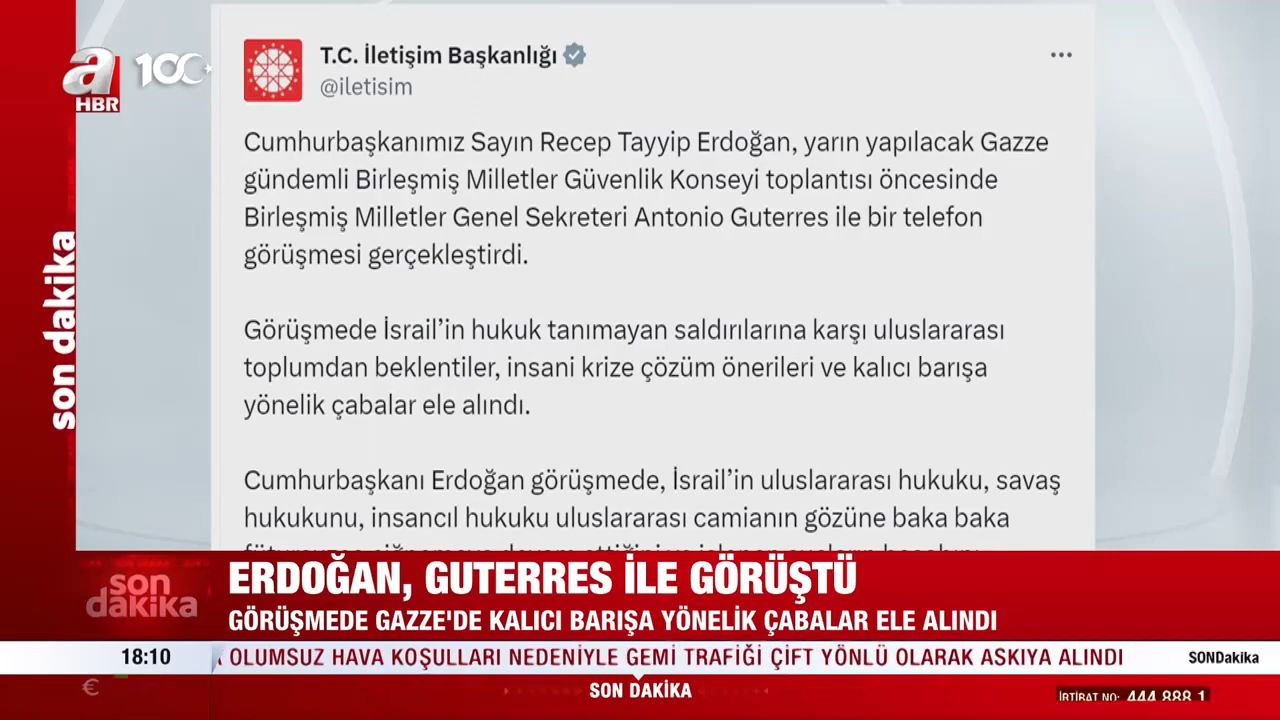 a
HBR
100
son dakika
T.C. İletişim Başkanlığı
@iletisim
Cumhurbaşkanımız Sayın Recep Tayyip Erdoğan, yarın yapılacak Gazze
gündemli Birleşmiş Milletler Güvenlik Konseyi toplantısı öncesinde
Birleşmiş Milletler Genel Sekreteri Antonio Guterres ile bir telefon
görüşmesi gerçekleştirdi.
Görüşmede İsrail’in hukuk tanımayan saldırılarına karşı uluslararası
toplumdan beklentiler, insani krize çözüm önerileri ve kalıcı barışa
yönelik çabalar ele alındı.
Cumhurbaşkanı Erdoğan görüşmede, İsrail’in uluslararası hukuku, savaş
hukukunu, insancıl hukuku uluslararası camianın gözüne baka baka
son
dakika
ERDOĞAN, GUTERRES İLE GÖRÜŞTÜ
GÖRÜŞMEDE GAZZE'DE KALICI BARIŞA YÖNELİK ÇABALAR ELE ALINDI
18:10
OLUMSUZ HAVA KOŞULLARI NEDENİYLE GEMİ TRAFİĞİ ÇİFT YÖNLÜ OLARAK ASKIYA ALINDI
SONDakika
€
SON DAKİKA
İRTİBAT NO: 444 888 1